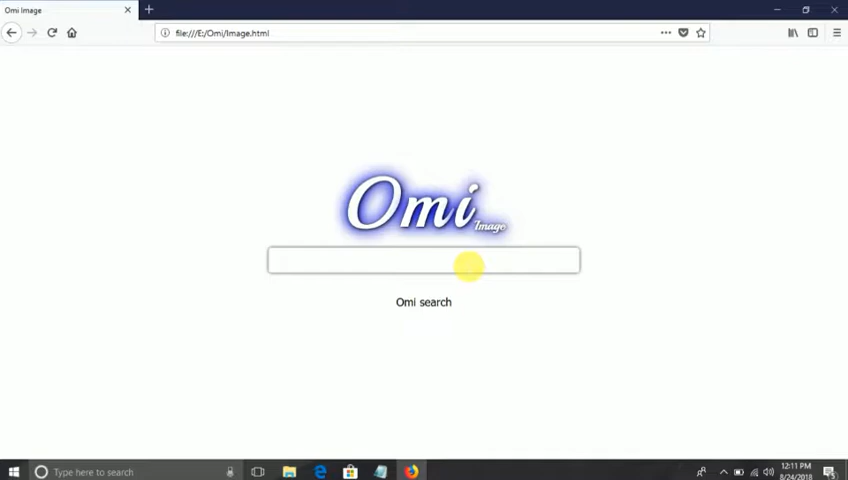 Omi Image
file:///E:/Omi/Image.html
Omi
Image
Omi search
Type here to search
12:11 PM
8/24/2018